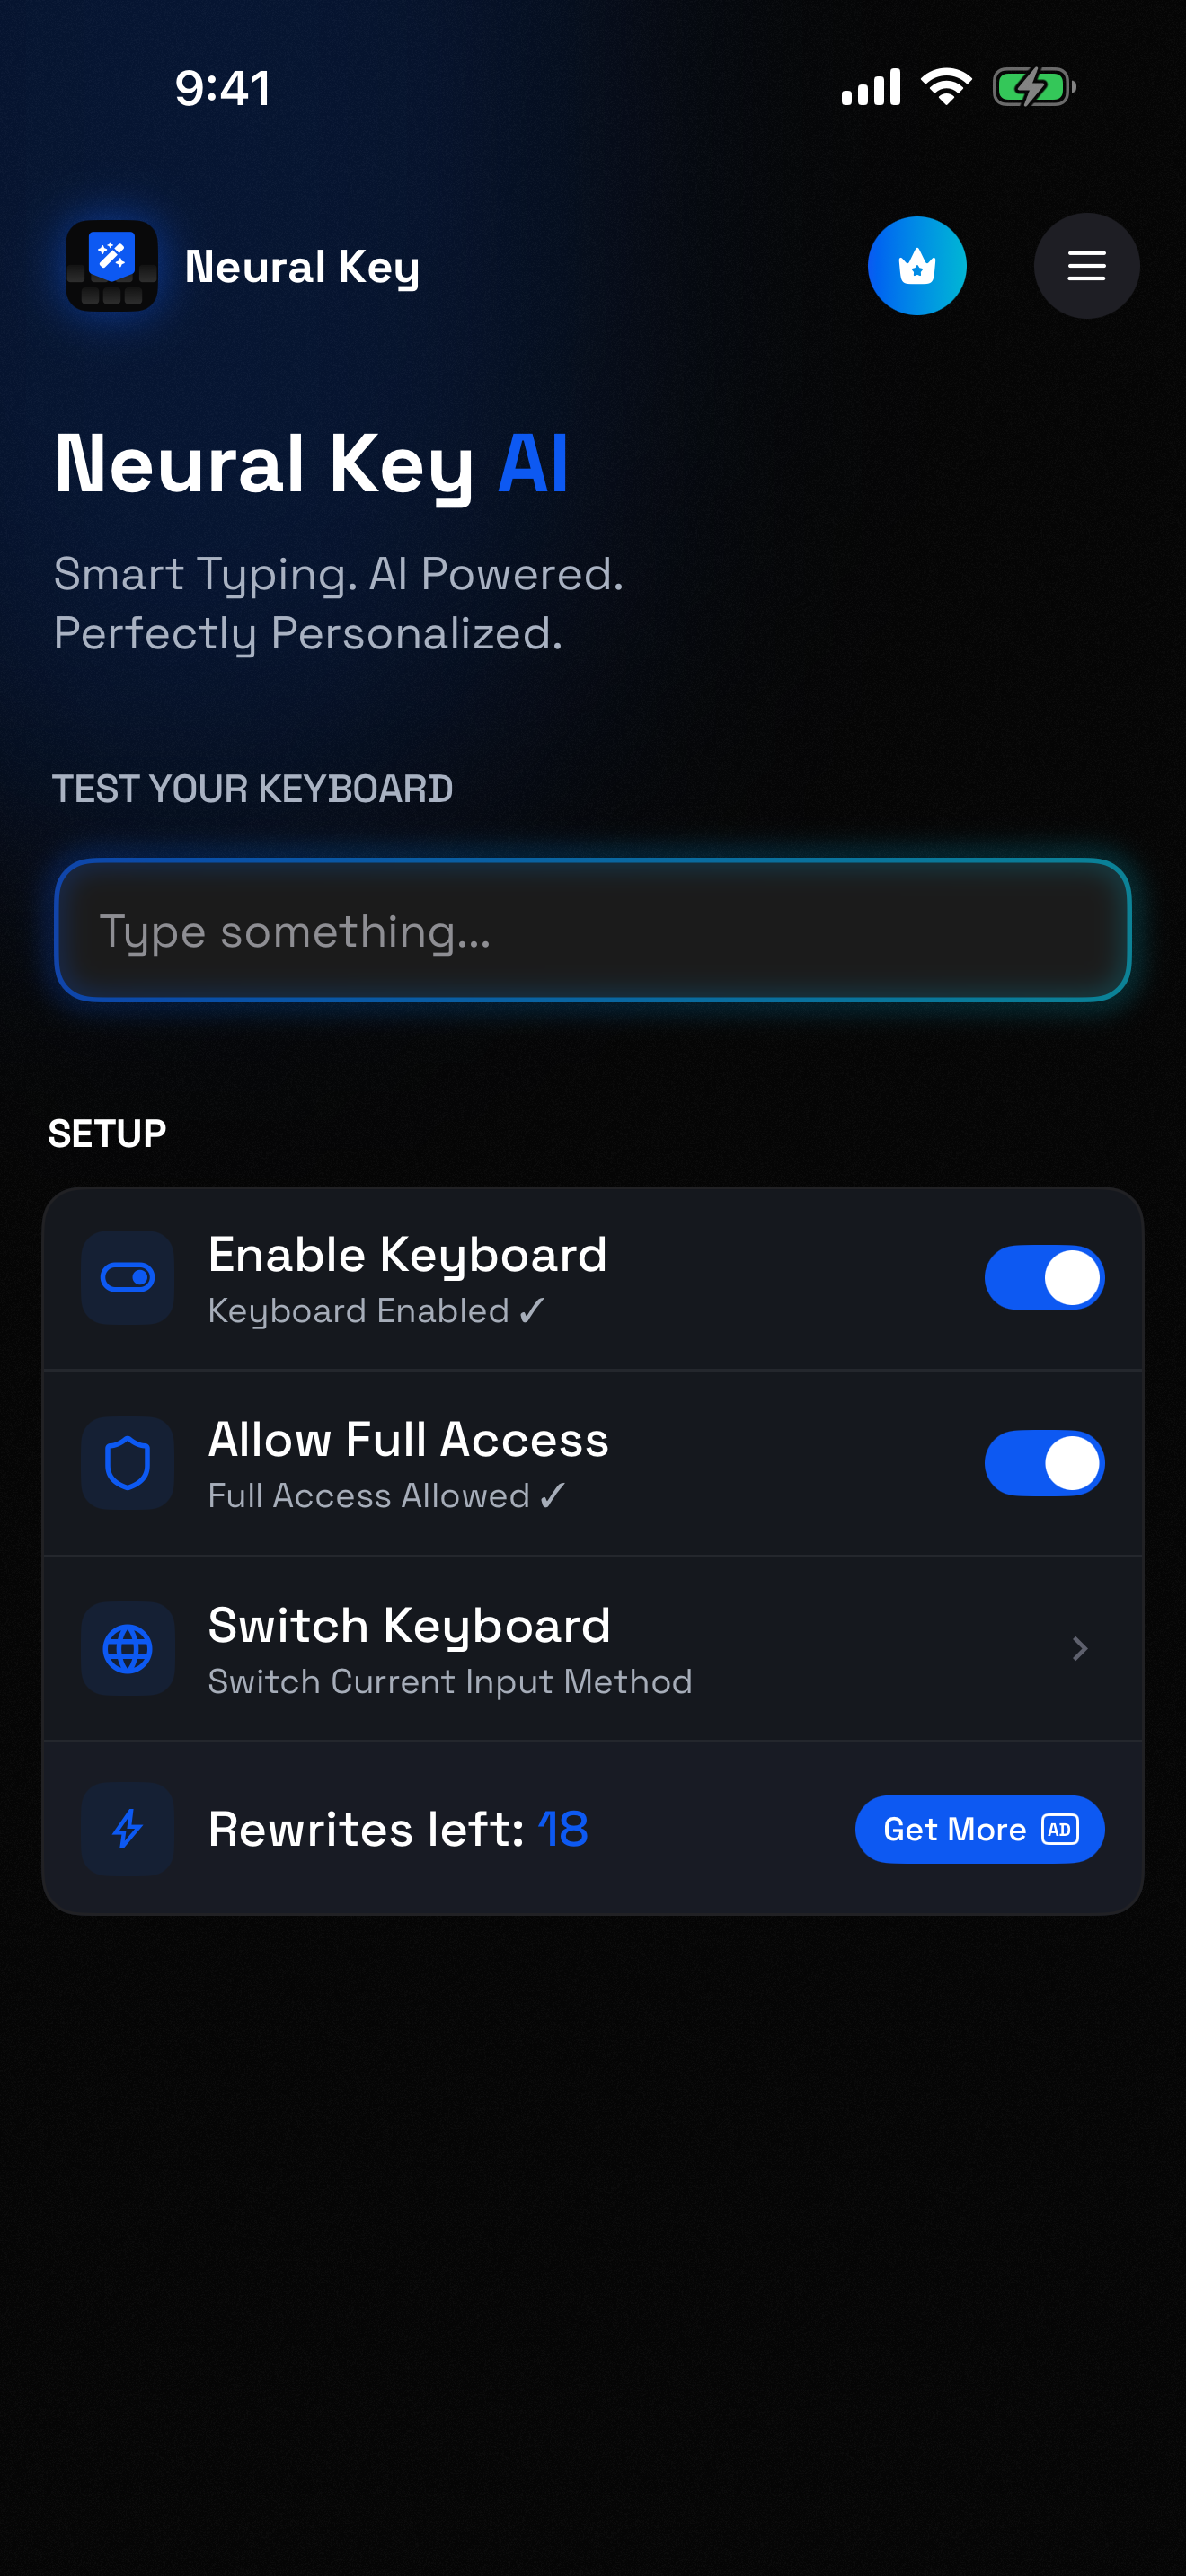 9:41
Neural Key
Neural Key AI
Smart Typing. AI Powered.
Perfectly Personalized.
TEST YOUR KEYBOARD
Type something...
SETUP
Enable Keyboard
Keyboard Enabled ✓
Allow Full Access
Full Access Allowed ✓
Switch Keyboard
Switch Current Input Method
Rewrites left: 18
Get More AD